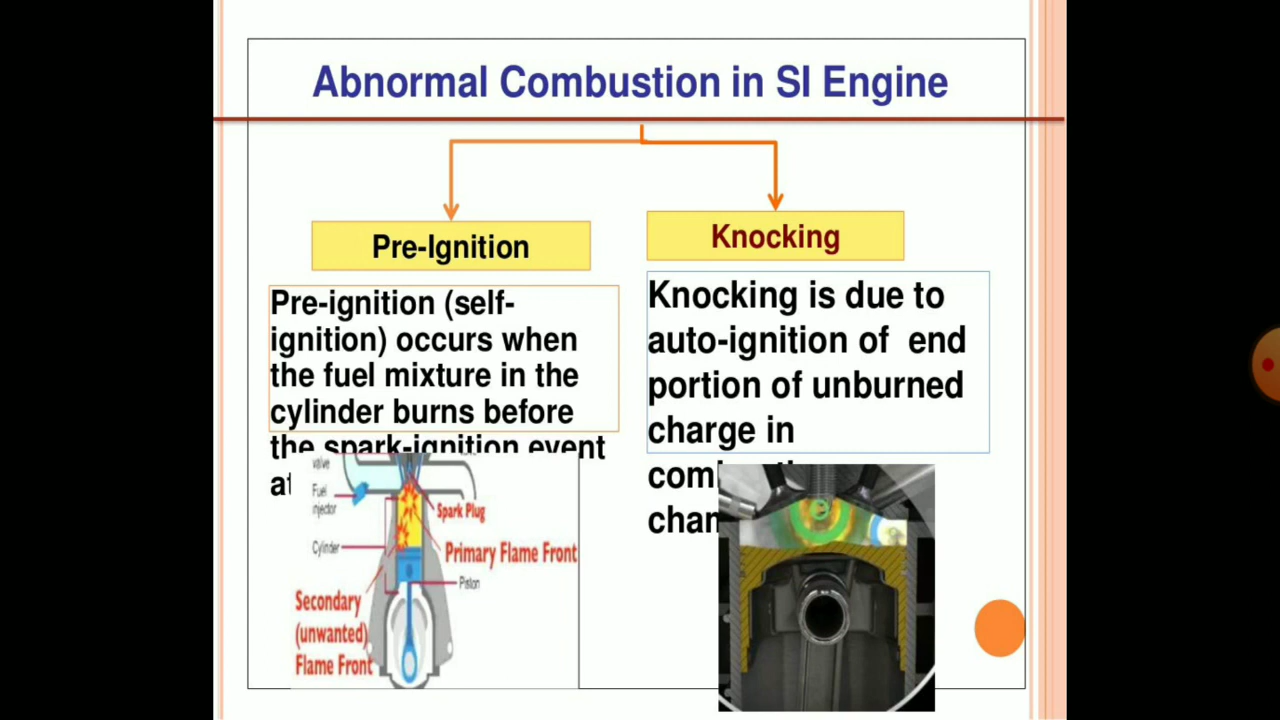 Abnormal Combustion in SI Engine
Pre-Ignition
Pre-ignition (self-
ignition) occurs when
the fuel mixture in the
cylinder burns before
the spark-ignition event
Knocking
Knocking is due to
auto-ignition of end
portion of unburned
charge in
valve
Fuel
injector
Spark Plug
Cylinder
Primary Flame Front
Piston
Secondary
(unwanted)
Flame Front